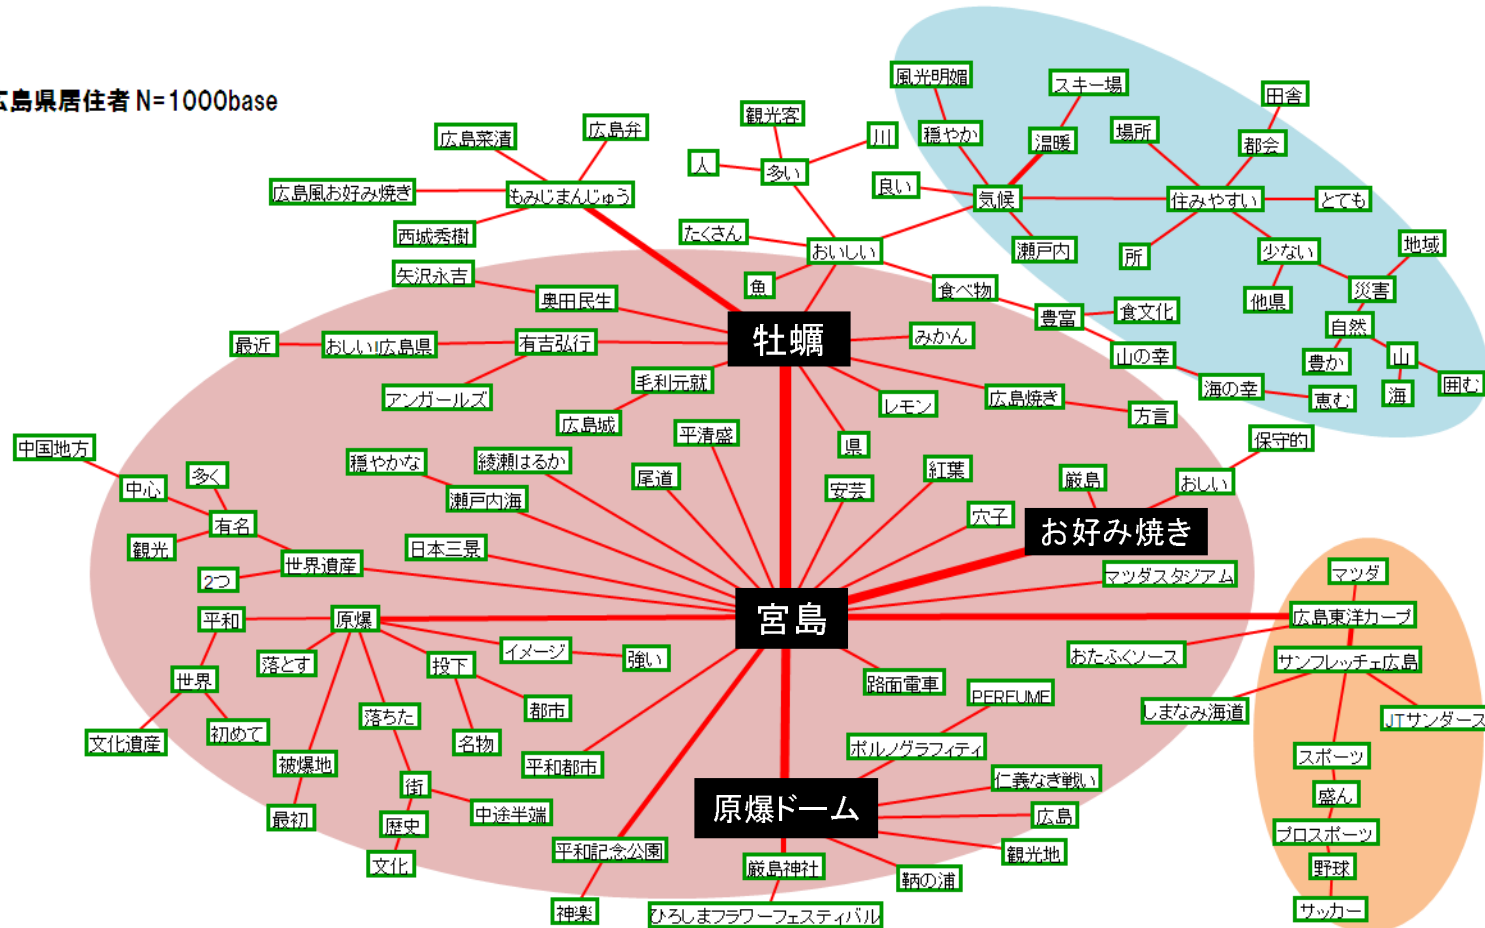 広島県居住者 N=1000base
風光明媚
スキー場
田舎
観光客
広島弁
広島菜漬
川
穏やか
温暖
場所
都会
人
多い
広島風お好み焼き
もみじまんじゅう
良い
気候
住みやすい
とても
西城秀樹
たくさん
おいしい
瀬戸内
所
少ない
地域
矢沢永吉
奥田民生
魚
食べ物
豊富
食文化
他県
災害
自然
最近
おしい!広島県
有吉弘行
牡蠣
みかん
山の幸
豊か
山
アンガールズ
毛利元就
レモン
広島焼き
海の幸
恵む
海
囲む
広島城
方言
県
平清盛
保守的
中国地方
穏やかな
綾瀬はるか
中心
多く
瀬戸内海
尾道
安芸
紅葉
厳島
おしい
有名
穴子
お好み焼き
観光
日本三景
世界遺産
2つ
マツダスタジアム
マツダ
平和
原爆
宮島
広島東洋カープ
落とす
投下
イメージ
強い
おたふくソース
サンフレッチェ広島
世界
路面電車
PERFUME
文化遺産
初めて
落ちた
都市
しまなみ海道
JTサンダース
名物
被爆地
平和都市
ポルノグラフィティ
スポーツ
街
仁義なき戦い
盛ん
最初
中途半端
原爆ドーム
広島
歴史
プロスポーツ
文化
平和記念公園
厳島神社
観光地
野球
鞆の浦
神楽
ひろしまフラワーフェスティバル
サッカー